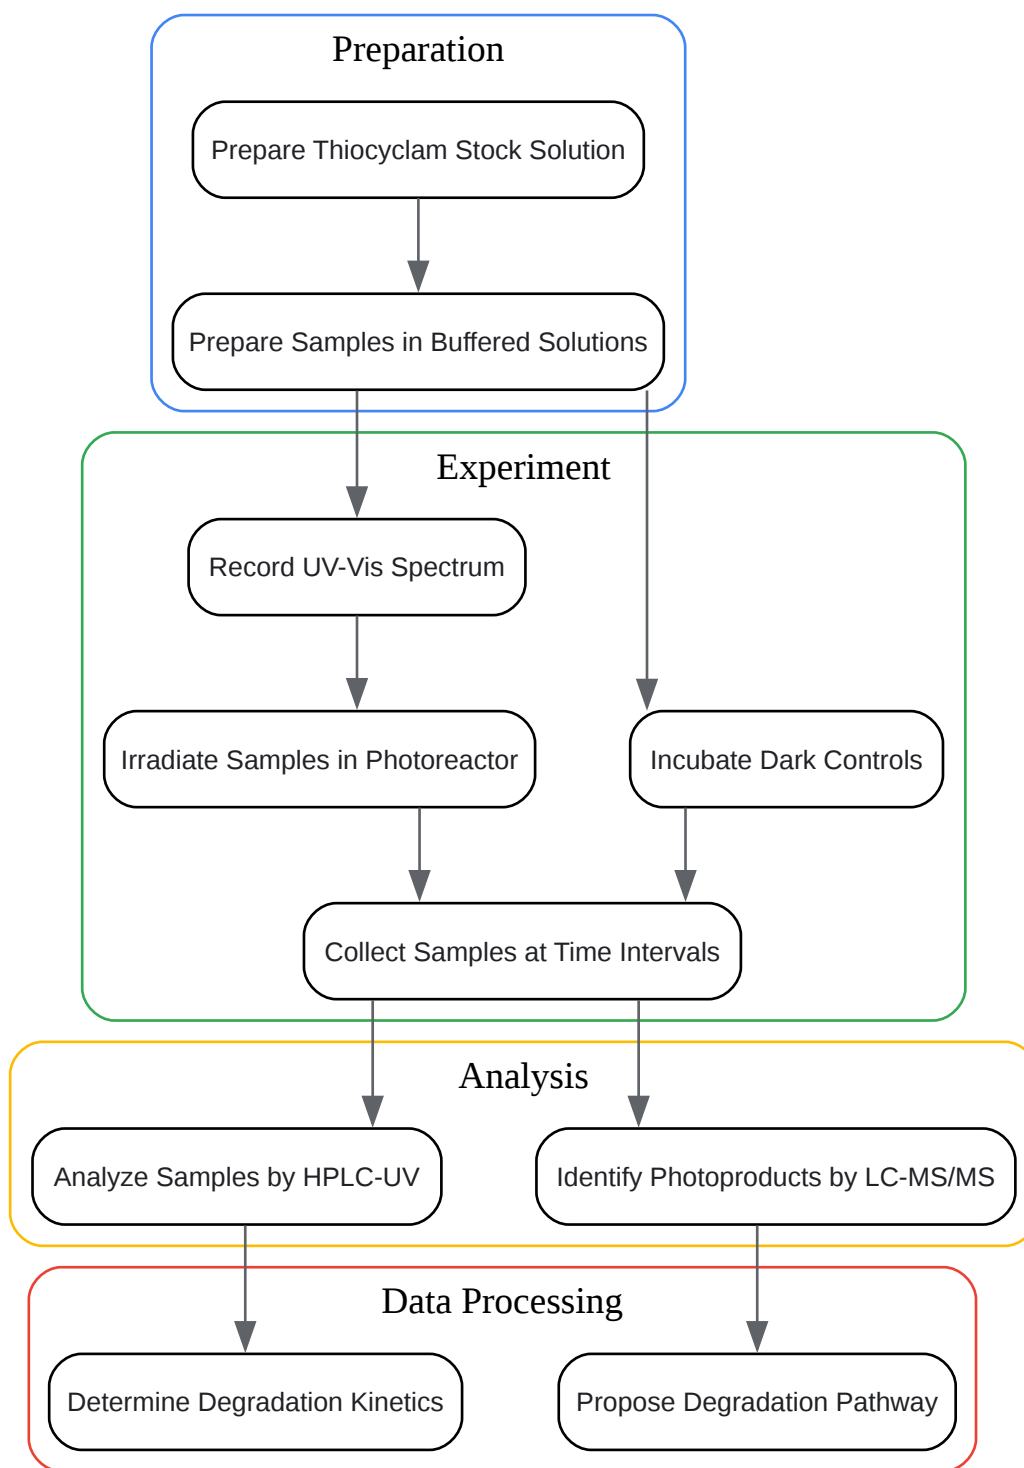 Preparation
Prepare Thiocyclam Stock Solution
Prepare Samples in Buffered Solutions
Experiment
Record UV-Vis Spectrum
Irradiate Samples in Photoreactor
Incubate Dark Controls
Collect Samples at Time Intervals
Analysis
Analyze Samples by HPLC-UV
Identify Photoproducts by LC-MS/MS
Data Processing
Determine Degradation Kinetics
Propose Degradation Pathway